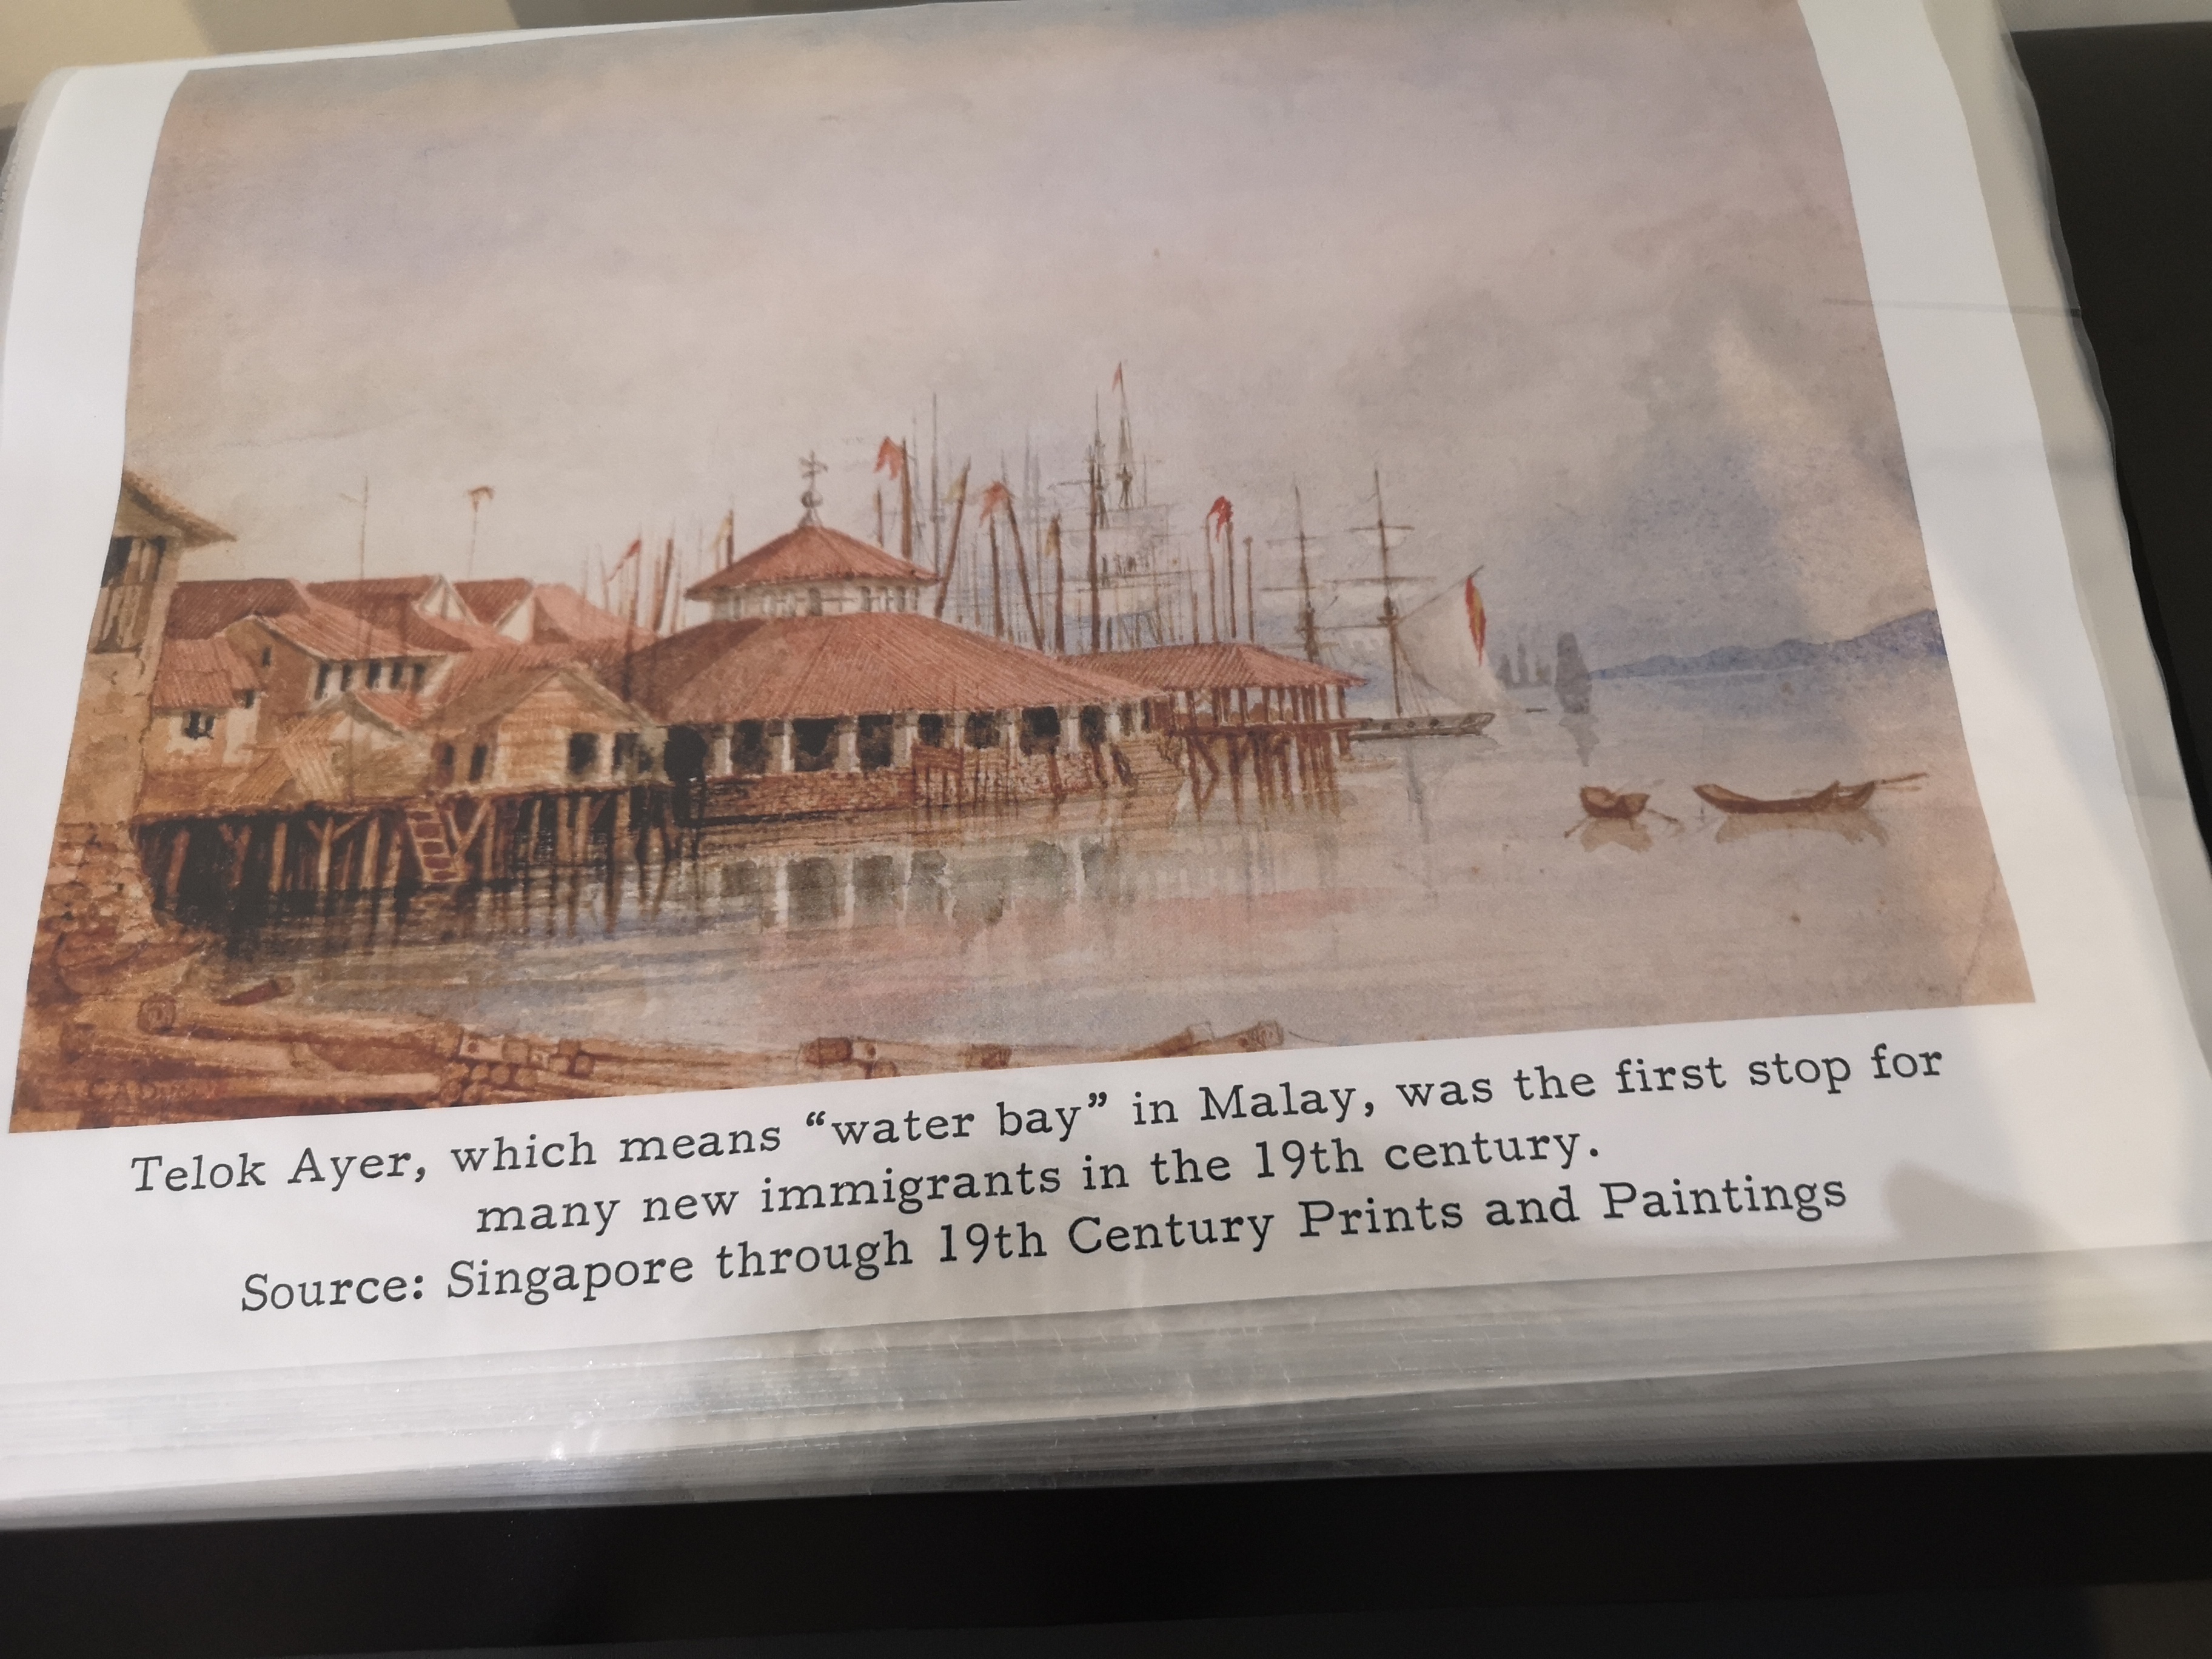 Telok Ayer, which means “water bay” in Malay, was the first stop for
many new immigrants in the 19th century.
Source: Singapore through 19th Century Prints and Paintings